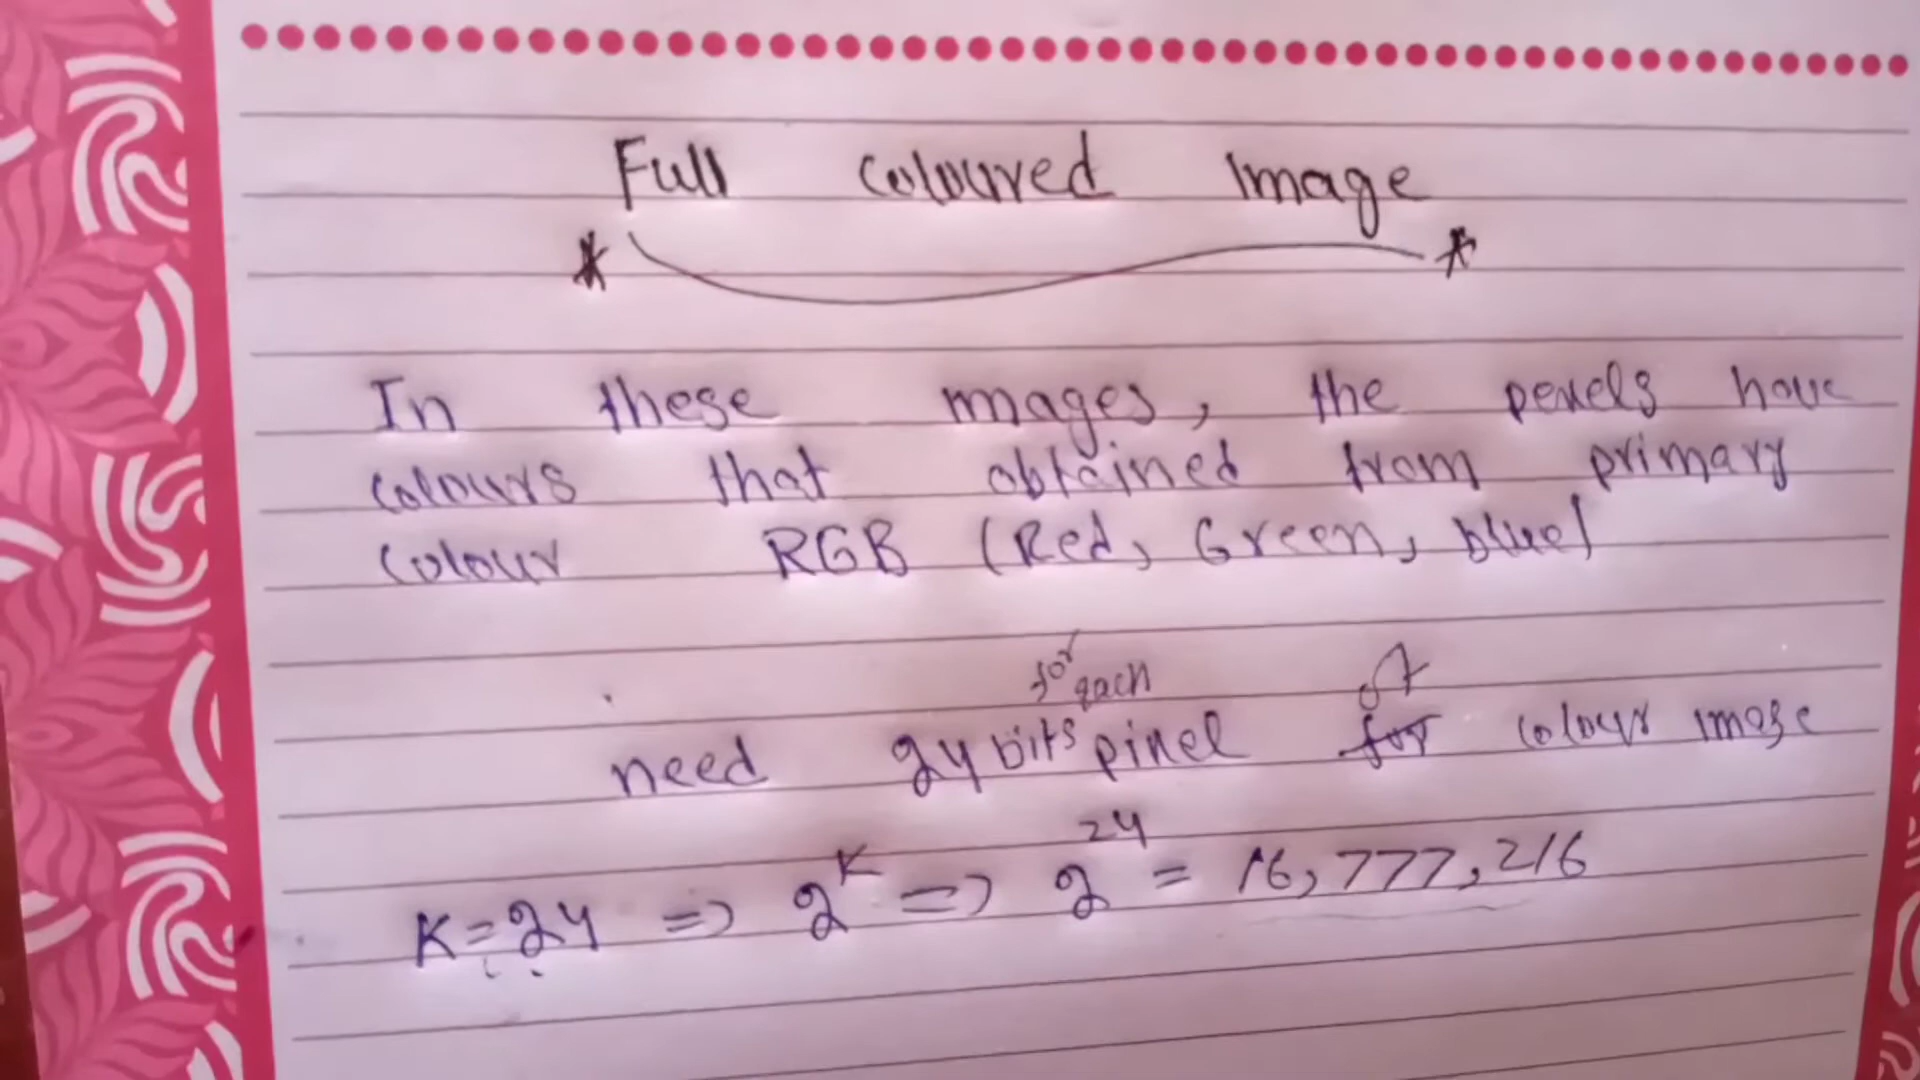 Full coloured Image
In these images, the pexels have
colours that obtained from primary
colour RGB (Red, Green, blue)
for each of
need 24 bits pixel for colour image
K=24 => 2^K => 2^24 = 16,777,216